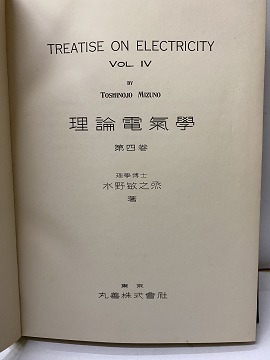 TREATISE ON ELECTRICITY
VOL. IV
BY
TOSHINOJO MIZUNO
理論電氣學
第四卷
理學博士
水野敏之丞
著
東京
丸善株式會社